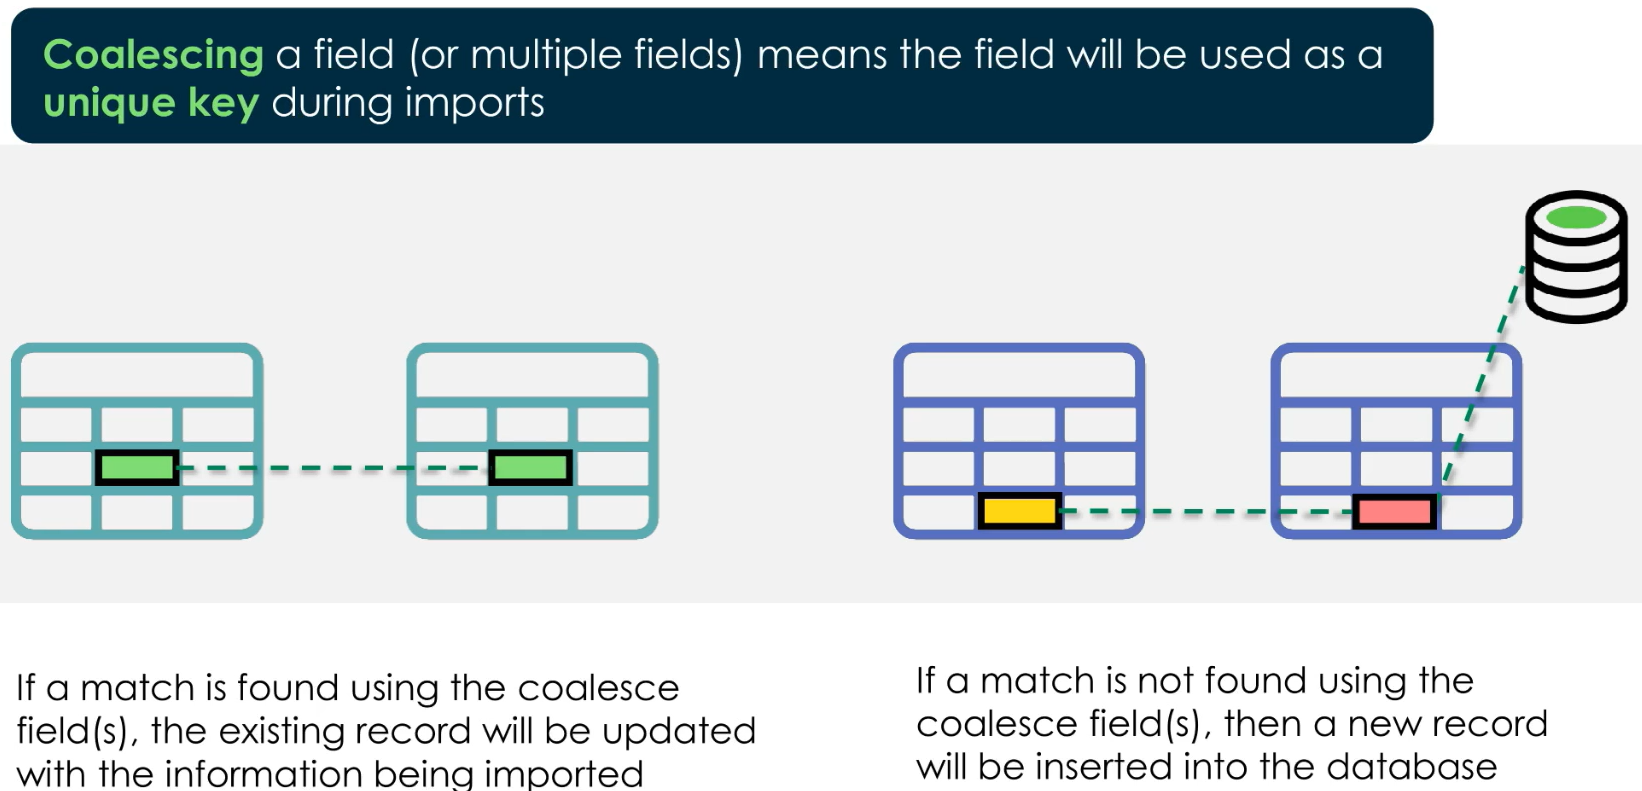 Coalescing a field (or multiple fields) means the field will be used as a
unique key during imports
If a match is found using the coalesce
field(s), the existing record will be updated
with the information being imported
If a match is not found using the
coalesce field(s), then a new record
will be inserted into the database